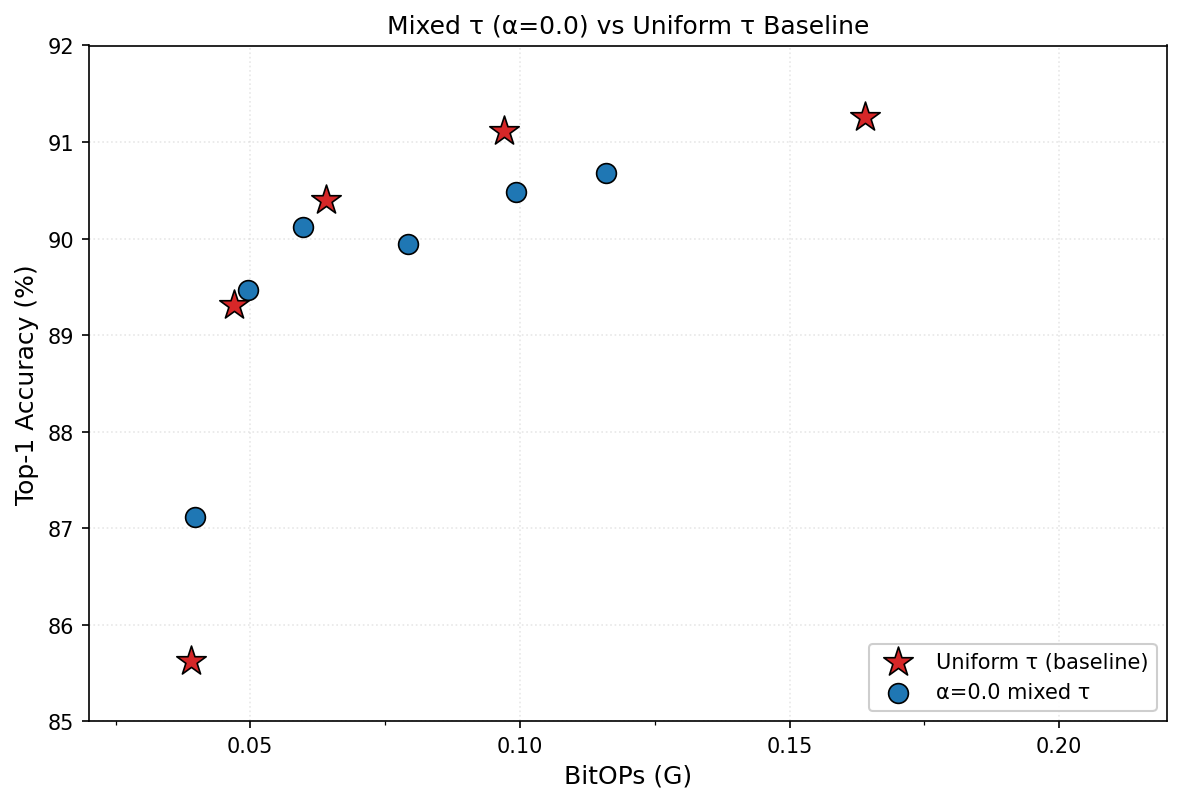 Mixed τ (α=0.0) vs Uniform τ Baseline
92
91
90
89
88
87
86
85
Top-1 Accuracy (%)
0.05 0.10 0.15 0.20
BitOPs (G)
Uniform τ (baseline)
α=0.0 mixed τ